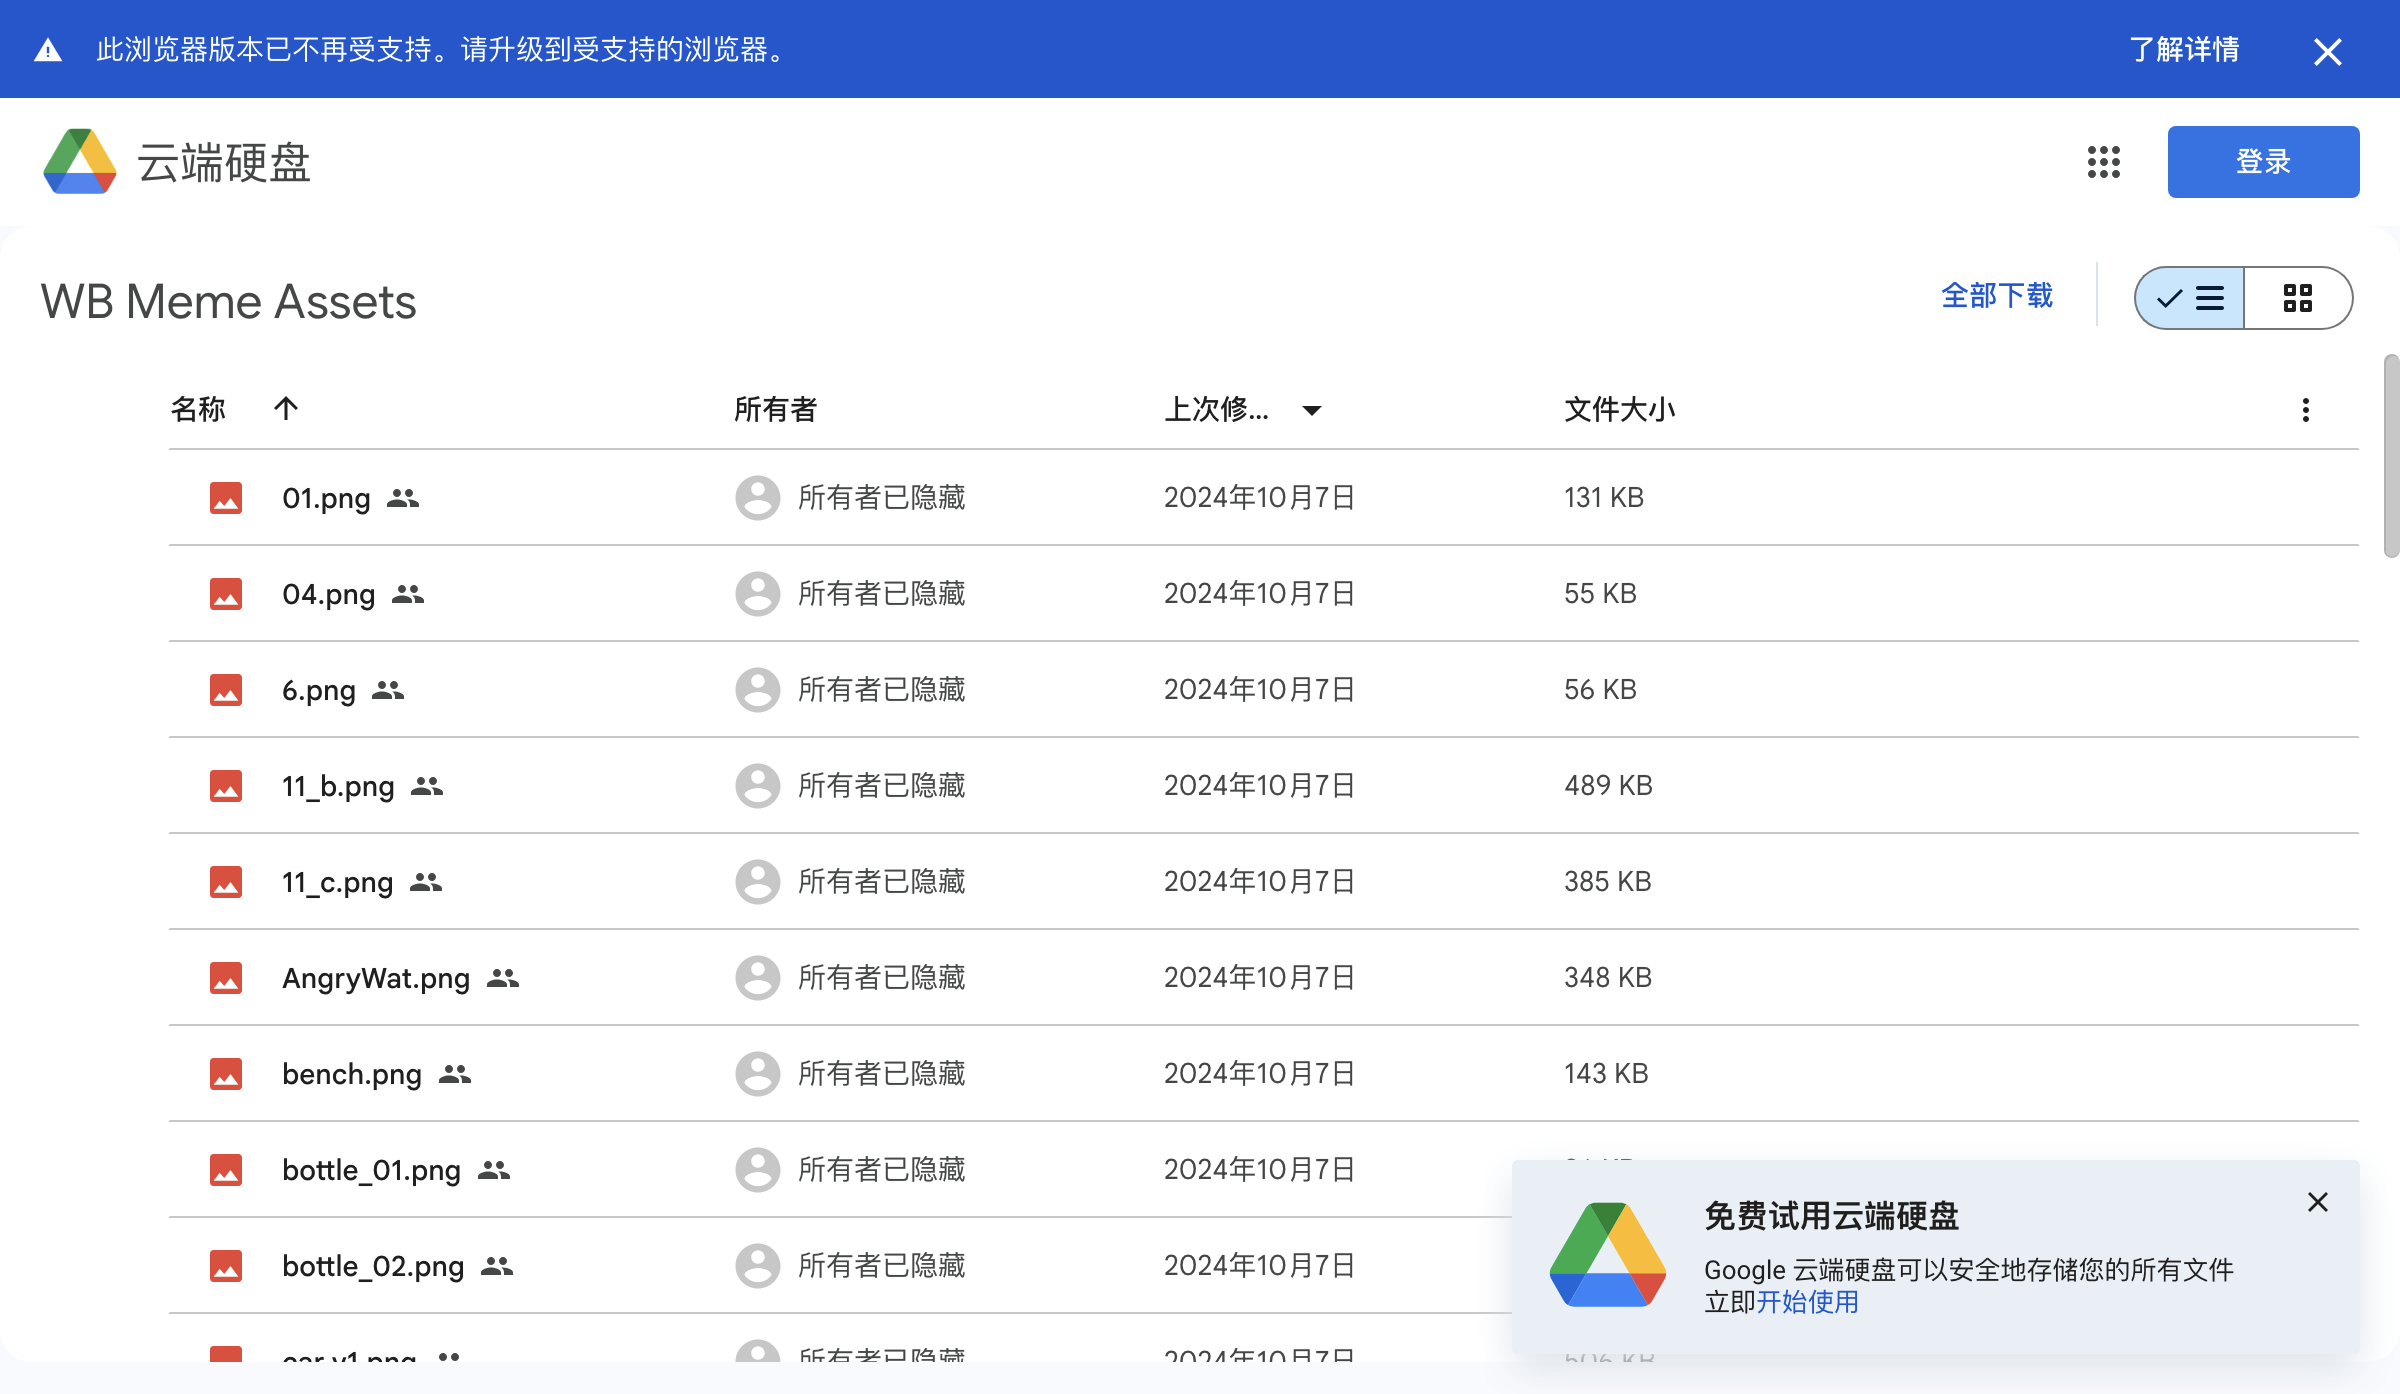 此浏览器版本已不再受支持。请升级到受支持的浏览器。 了解详情
云端硬盘 登录
WB Meme Assets 全部下载
名称 所有者 上次修... 文件大小
01.png 所有者已隐藏 2024年10月7日 131 KB
04.png 所有者已隐藏 2024年10月7日 55 KB
6.png 所有者已隐藏 2024年10月7日 56 KB
11_b.png 所有者已隐藏 2024年10月7日 489 KB
11_c.png 所有者已隐藏 2024年10月7日 385 KB
AngryWat.png 所有者已隐藏 2024年10月7日 348 KB
bench.png 所有者已隐藏 2024年10月7日 143 KB
bottle_01.png 所有者已隐藏 2024年10月7日
bottle_02.png 所有者已隐藏 2024年10月7日
car_v1.png 所有者已隐藏 2024年10月7日 506 KB
免费试用云端硬盘
Google 云端硬盘可以安全地存储您的所有文件
立即开始使用